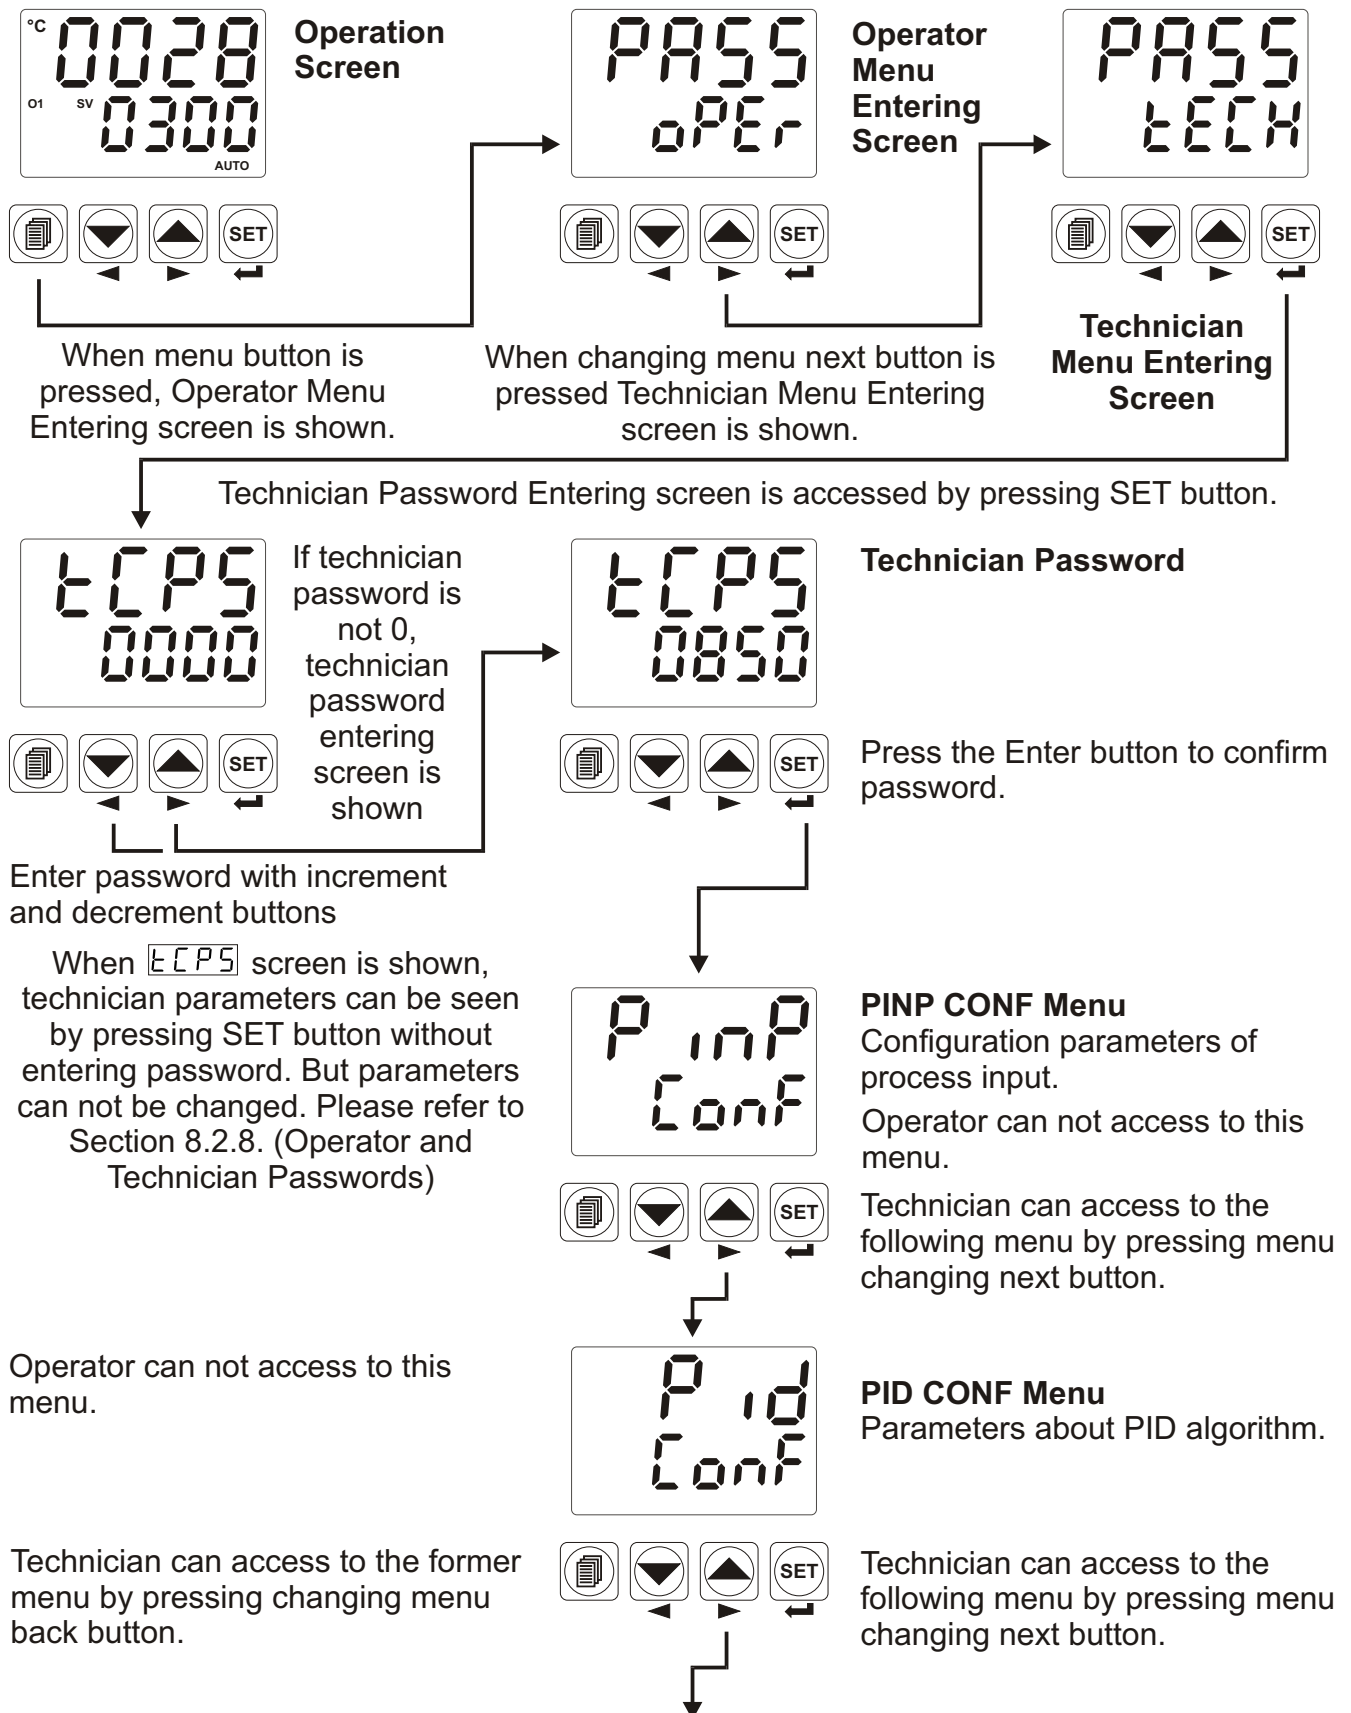 °C 0028
O1 SV 0300
AUTO
Operation
Screen
PASS
oPEr
Operator
Menu
Entering
Screen
PASS
tECH
SET
SET
SET
When menu button is
pressed, Operator Menu
Entering screen is shown.
When changing menu next button is
pressed Technician Menu Entering
screen is shown.
Technician
Menu Entering
Screen
Technician Password Entering screen is accessed by pressing SET button.
tCPS
0000
If technician
password is
not 0,
technician
password
entering
screen is
shown
tCPS
0850
Technician Password
SET
SET
Press the Enter button to confirm
password.
Enter password with increment
and decrement buttons
When tCPS screen is shown,
technician parameters can be seen
by pressing SET button without
entering password. But parameters
can not be changed. Please refer to
Section 8.2.8. (Operator and
Technician Passwords)
PinP
ConF
PINP CONF Menu
Configuration parameters of
process input.
Operator can not access to this
menu.
SET
Technician can access to the
following menu by pressing menu
changing next button.
Operator can not access to this
menu.
Pid
ConF
PID CONF Menu
Parameters about PID algorithm.
Technician can access to the former
menu by pressing changing menu
back button.
SET
Technician can access to the
following menu by pressing menu
changing next button.